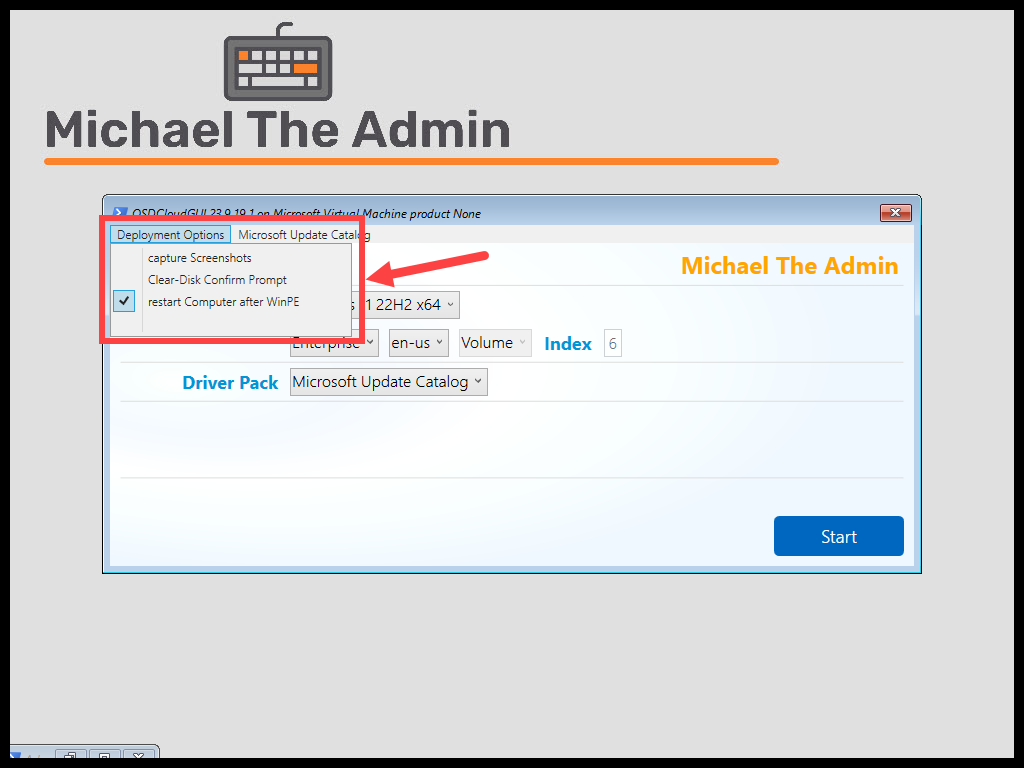 Michael The Admin
OSDCloudGUI 23.9.19.1 on Microsoft Virtual Machine product None
Deployment Options Microsoft Update Catalog
capture Screenshots
Michael The Admin
Clear-Disk Confirm Prompt
restart Computer after WinPE
22H2 x64
Enterprise en-us Volume Index 6
Driver Pack Microsoft Update Catalog
Start